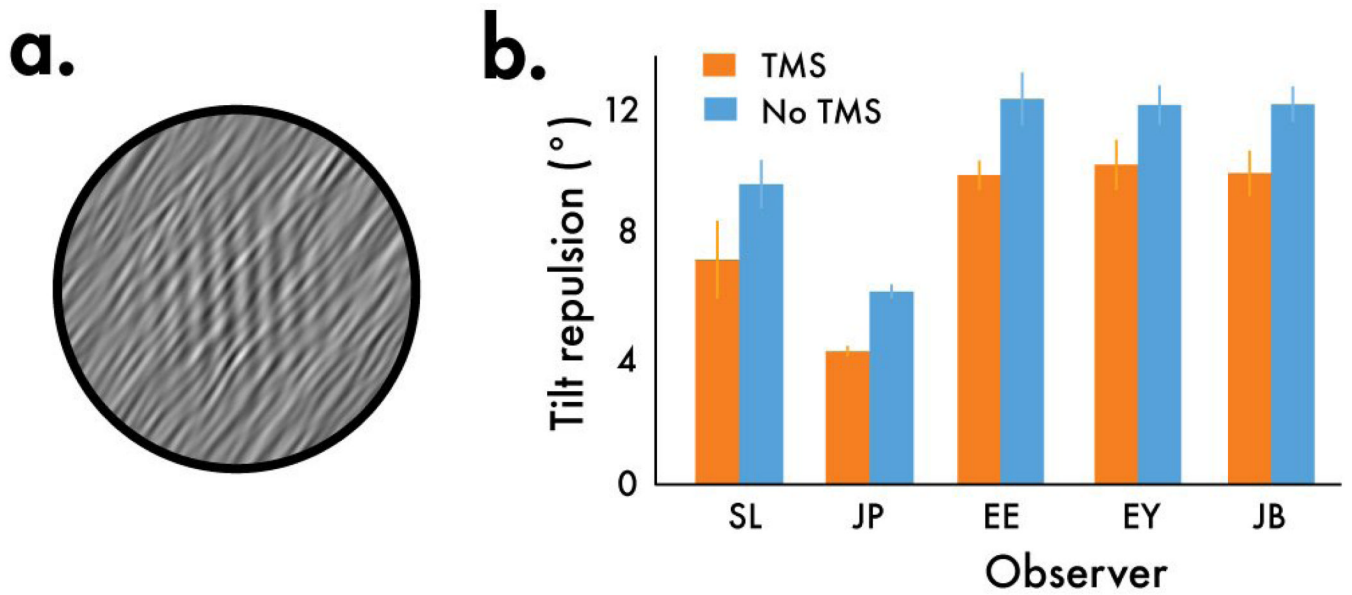 a.
b.
TMS
No TMS
Tilt repulsion (°)
12
8
4
0
SL JP EE EY JB
Observer